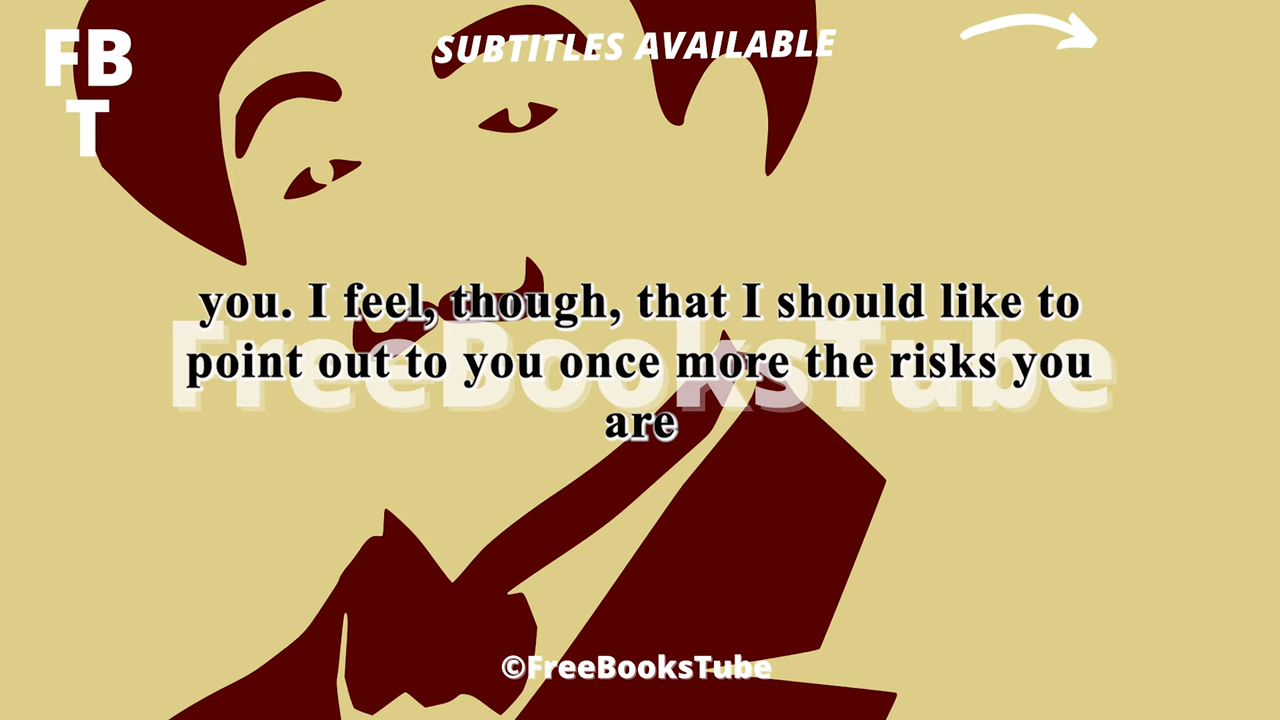 FB
T
SUBTITLES AVAILABLE
you. I feel, though, that I should like to
point out to you once more the risks you
are
FreeBooksTube
©FreeBooksTube